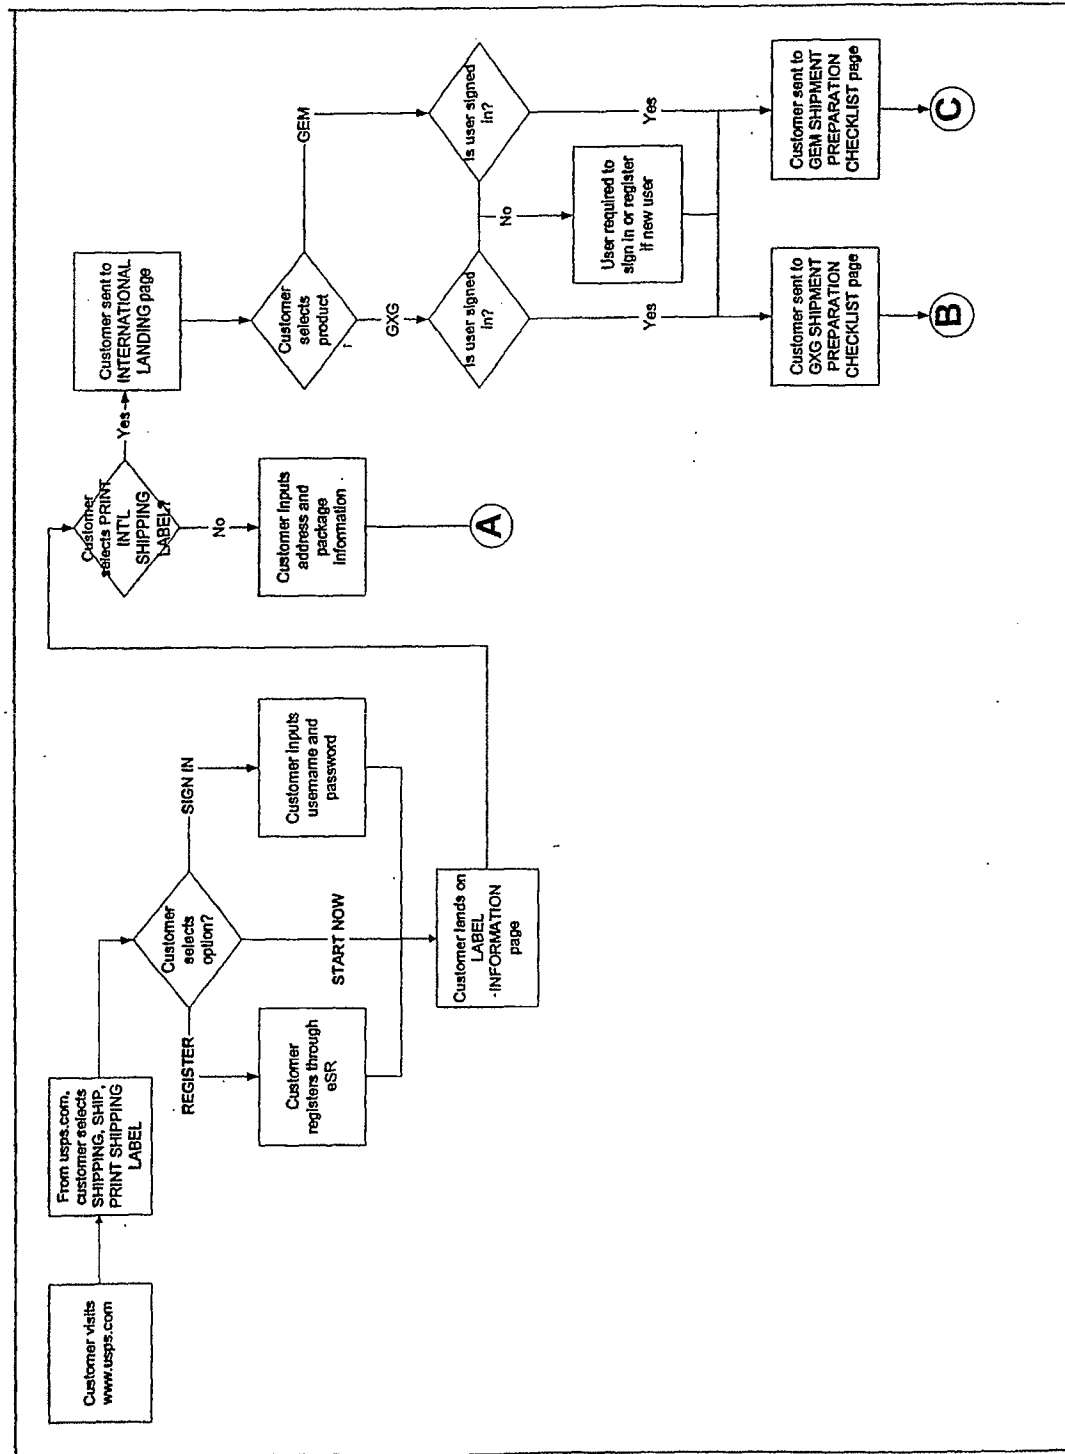 Customer visits
www.usps.com
From usps.com,
customer selects
SHIPPING, SHIP,
PRINT SHIPPING
LABEL
Customer
selects
option?
REGISTER
SIGN IN
START NOW
Customer
registers through
eSR
Customer Inputs
username and
password
Customer lands on
LABEL
-INFORMATION
page
Customer
selects PRINT
INT'L
SHIPPING
LABEL?
Yes
No
Customer Inputs
address and
package
Information
A
Customer sent to
INTERNATIONAL
LANDING page
Customer
selects
product
GXG
GEM
Is user signed
In?
Is user signed
In?
No
User required to
sign in or register
if new user
Yes
Yes
Customer sent to
GXG SHIPMENT
PREPARATION
CHECKLIST page
Customer sent to
GEM SHIPMENT
PREPARATION
CHECKLIST page
B
C